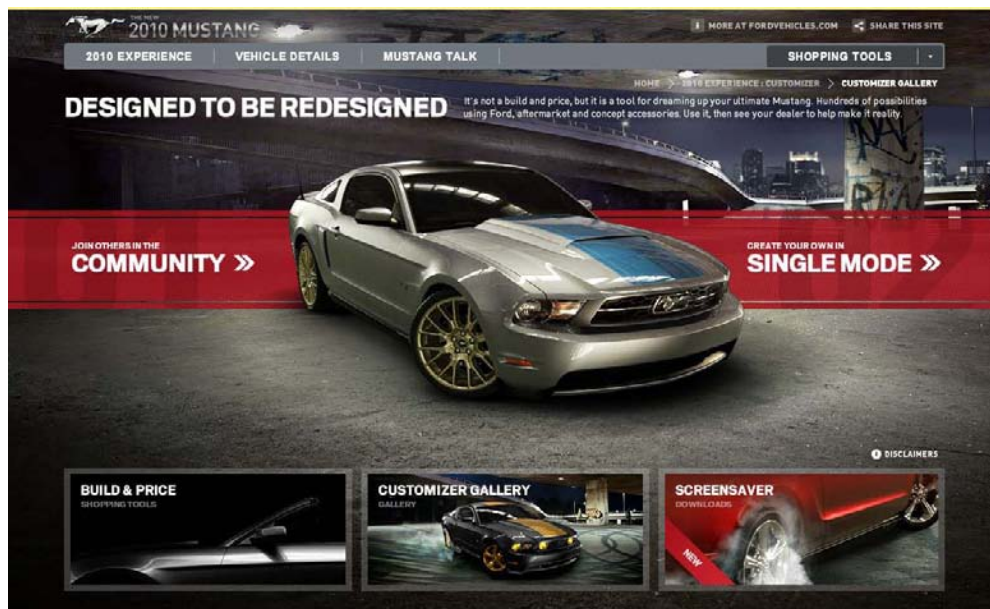 THE NEW
2010 MUSTANG
MORE AT FORDVEHICLES.COM
SHARE THIS SITE
2010 EXPERIENCE
VEHICLE DETAILS
MUSTANG TALK
SHOPPING TOOLS
HOME > 2010 EXPERIENCE : CUSTOMIZER > CUSTOMIZER GALLERY
DESIGNED TO BE REDESIGNED
It's not a build and price, but it is a tool for dreaming up your ultimate Mustang. Hundreds of possibilities
using Ford, aftermarket and concept accessories. Use it, then see your dealer to help make it reality.
JOIN OTHERS IN THE
COMMUNITY »
CREATE YOUR OWN IN
SINGLE MODE »
01
02
DISCLAIMERS
BUILD & PRICE
SHOPPING TOOLS
CUSTOMIZER GALLERY
GALLERY
SCREENSAVER
DOWNLOADS
NEW